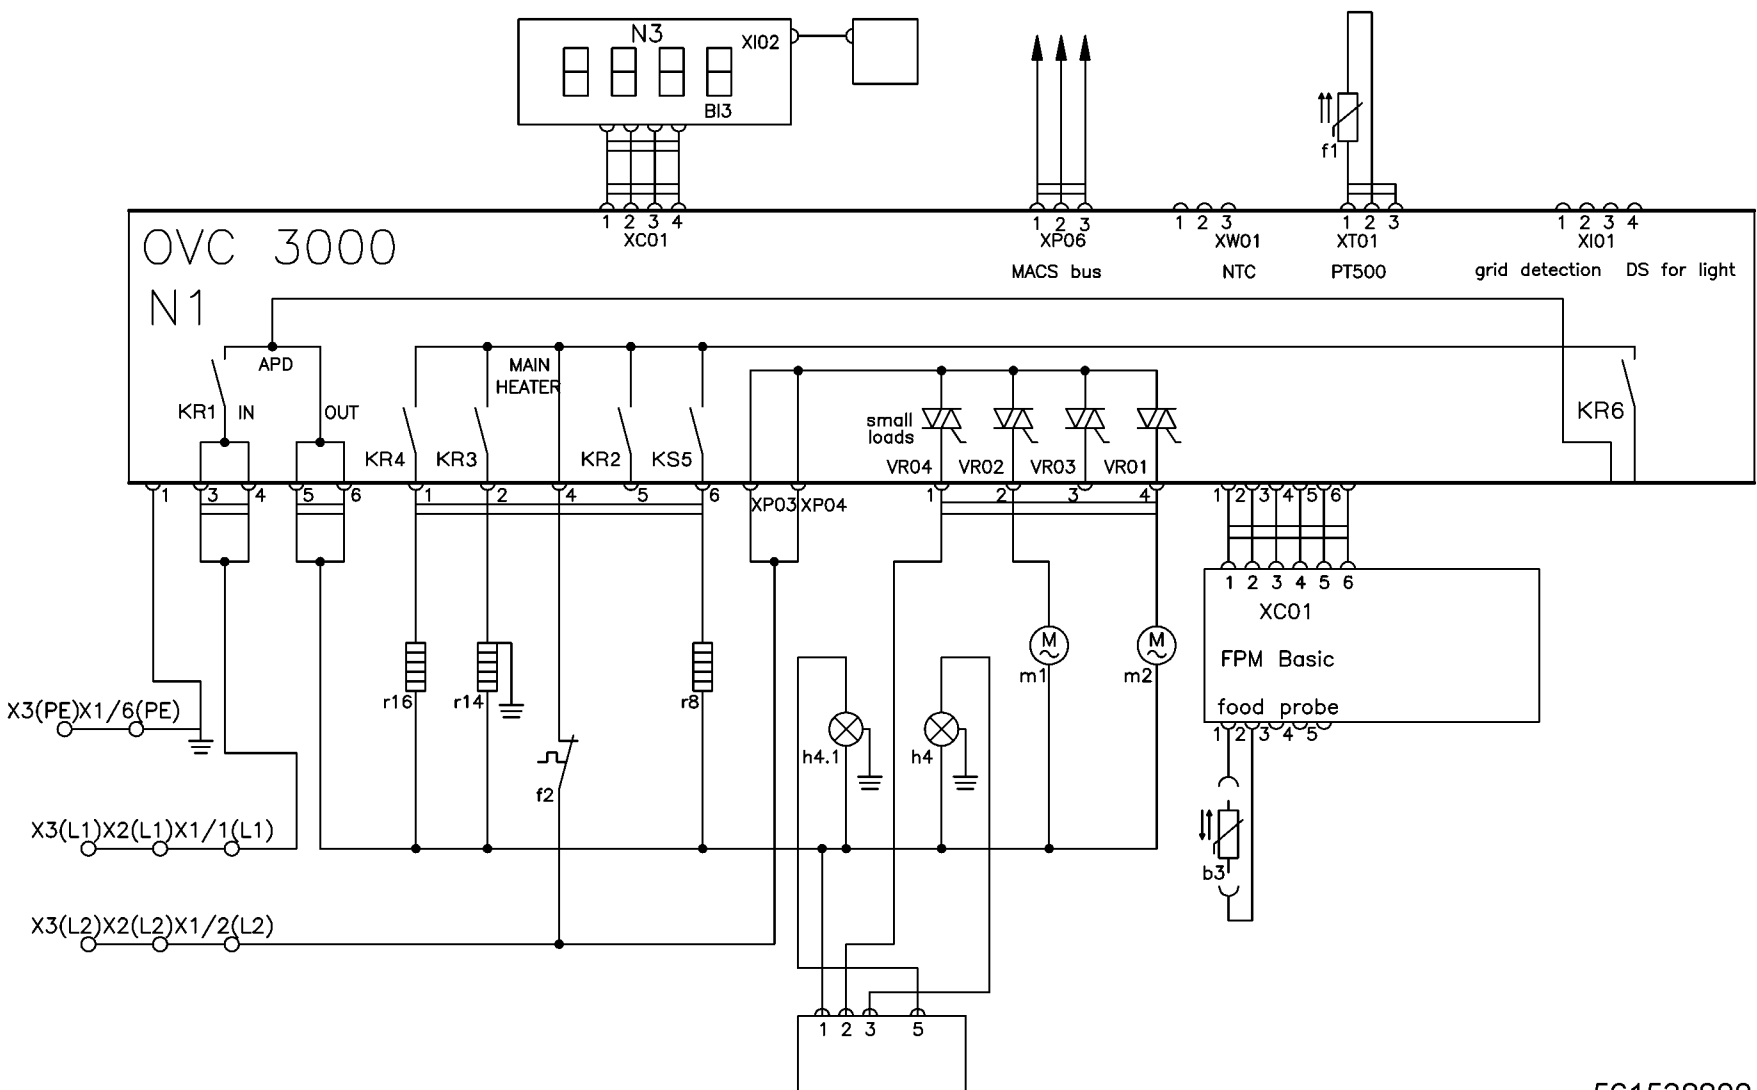 N3
XI02
BI3
f1
1 2 3 4
XC01
1 2 3
XP06
MACS bus
1 2 3
XW01
NTC
1 2 3
XT01
PT500
1 2 3 4
XI01
grid detection DS for light
OVC 3000
N1
APD
MAIN
HEATER
KR1 IN
OUT
KR4
KR3
KR2
KS5
small
loads
VR04
VR02
VR03
VR01
KR6
1 3 4 5 6
1 2 4 5 6
XP03 XP04
1 2 3 4
1 2 3 4 5 6
1 2 3 4 5 6
XC01
FPM Basic
food probe
1 2 3 4 5
M
m1
M
m2
r16
r14
r8
X3(PE)X1/6(PE)
h4.1
h4
f2
b3
X3(L1)X2(L1)X1/1(L1)
X3(L2)X2(L2)X1/2(L2)
1 2 3 5